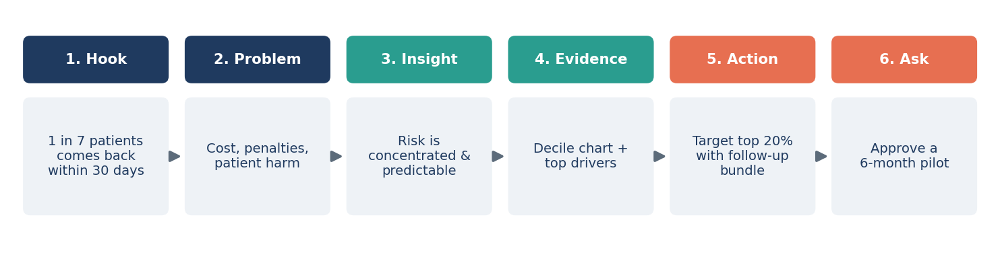 1. Hook
2. Problem
3. Insight
4. Evidence
5. Action
6. Ask
1 in 7 patients
comes back
within 30 days
Cost, penalties,
patient harm
Risk is
concentrated &
predictable
Decile chart +
top drivers
Target top 20%
with follow-up
bundle
Approve a
6-month pilot